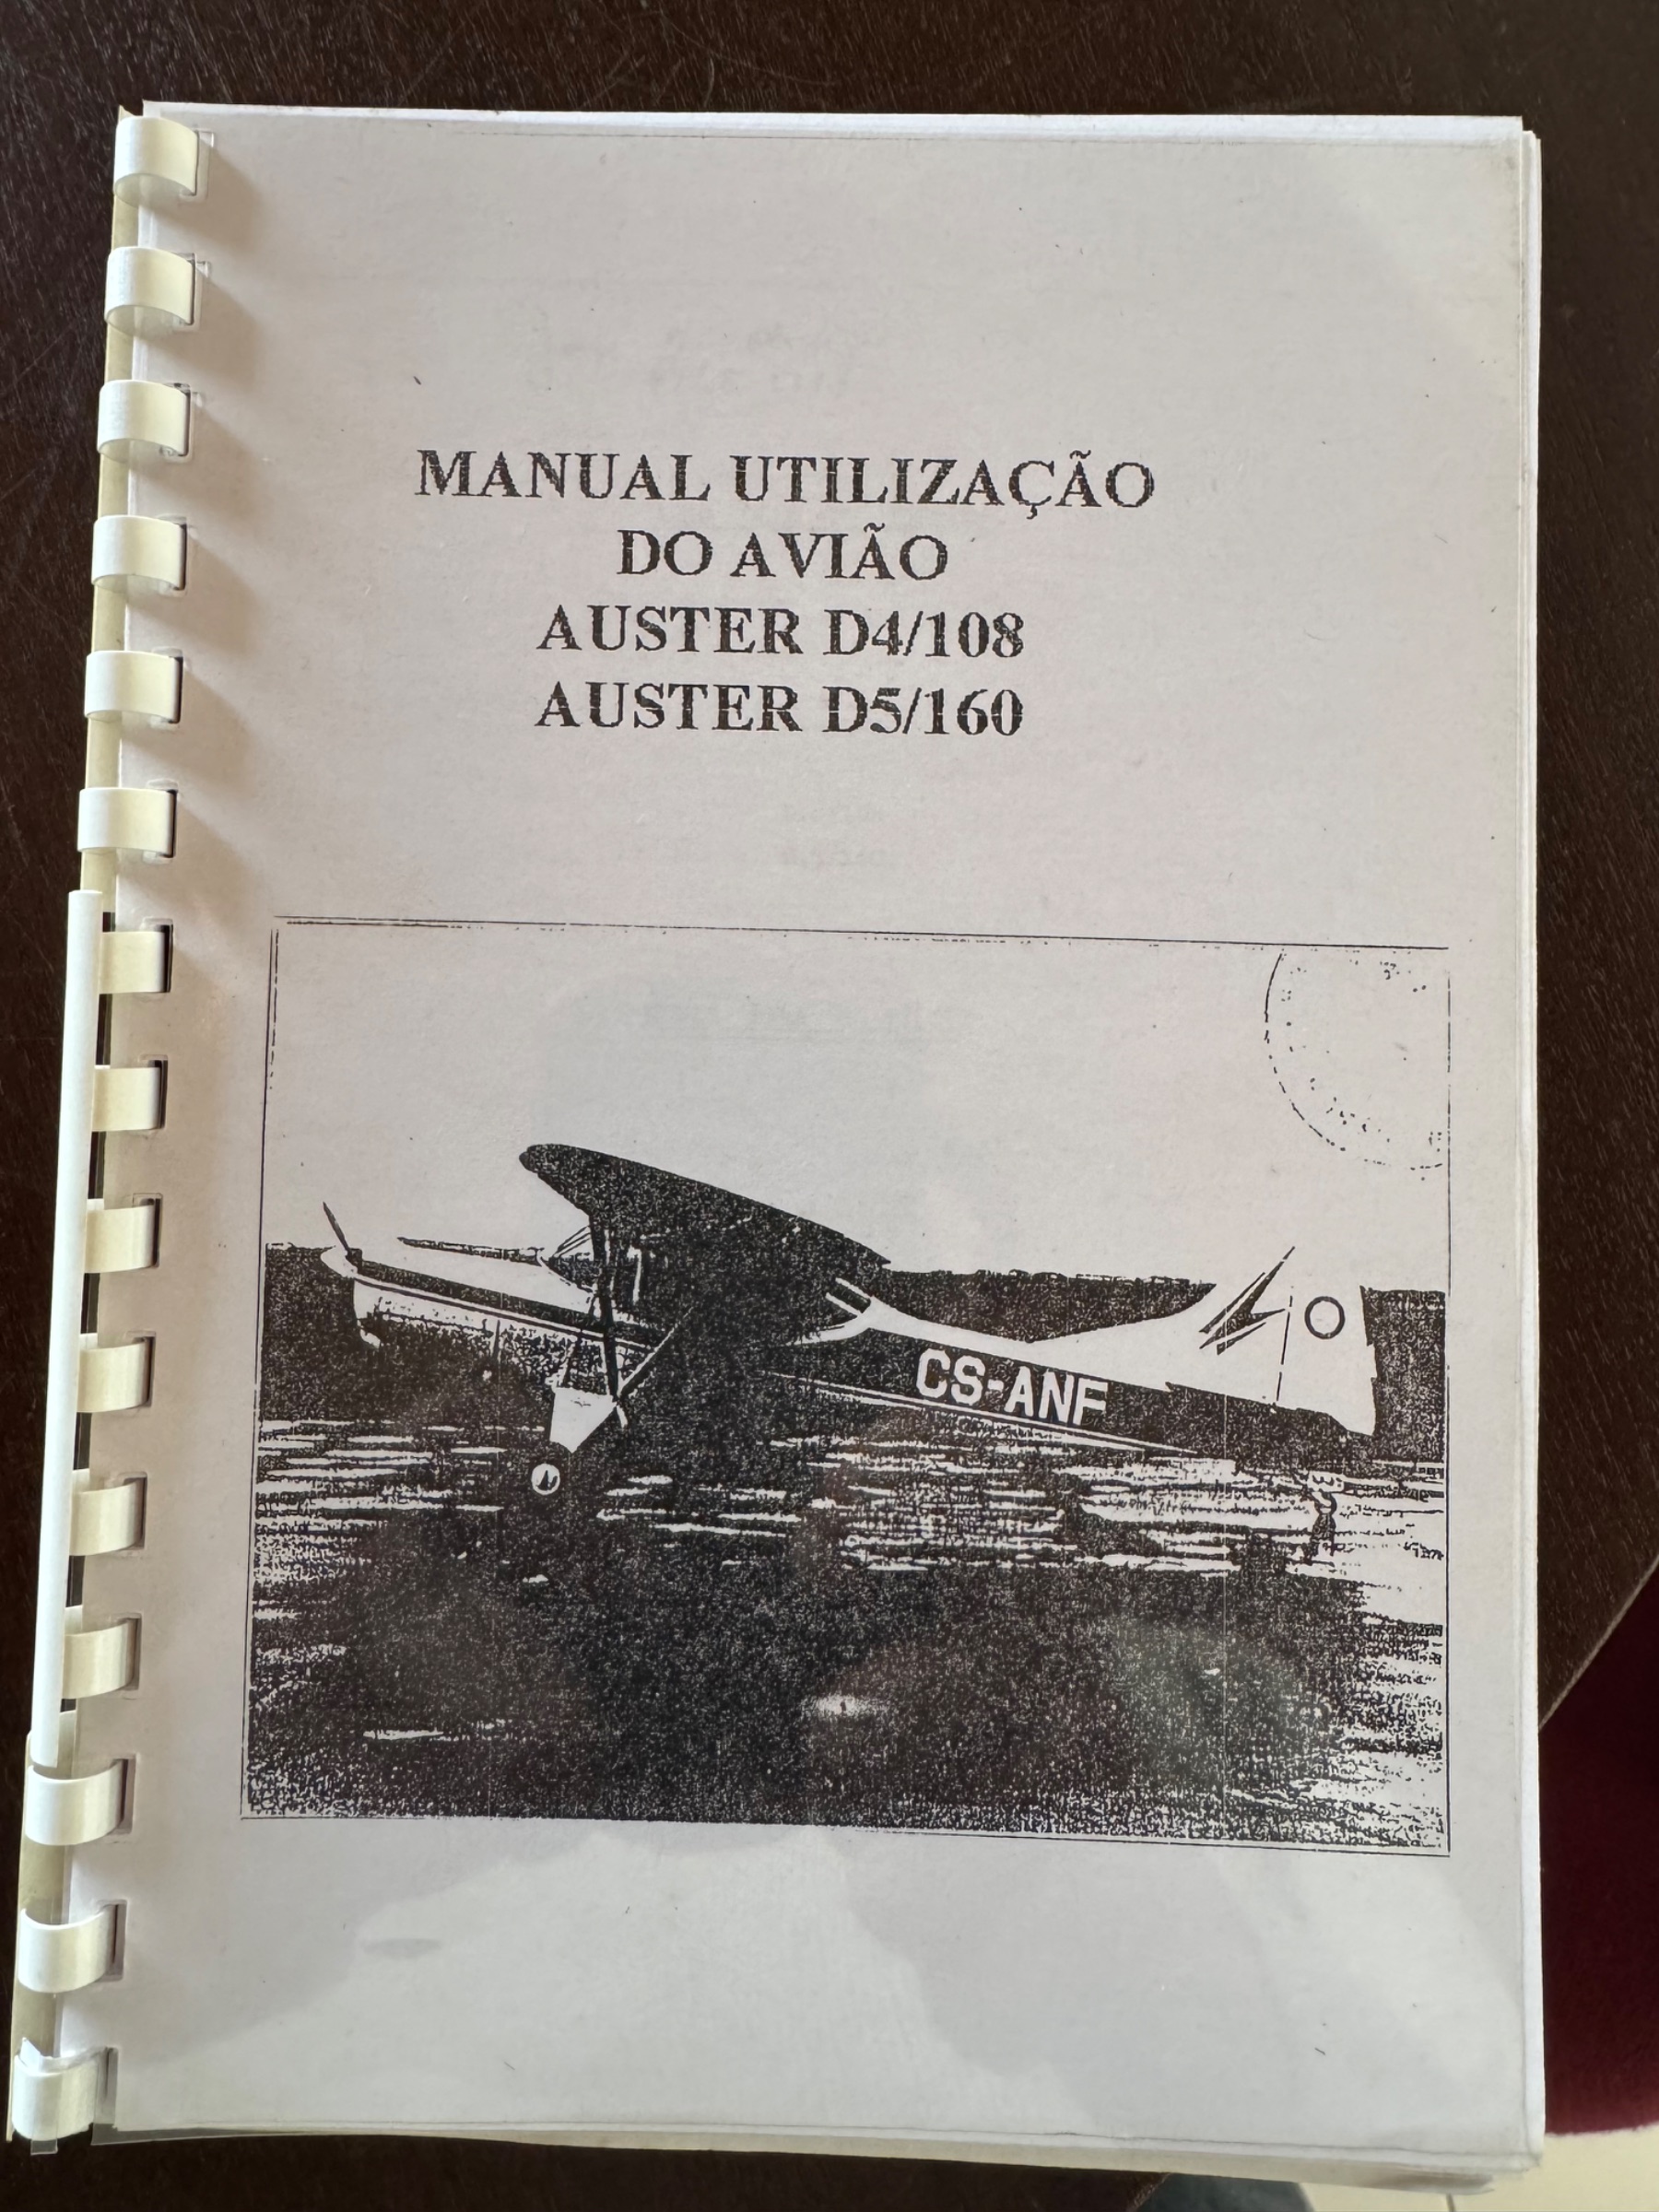 MANUAL UTILIZAÇÃO
DO AVIÃO
AUSTER D4/108
AUSTER D5/160
CS-ANF